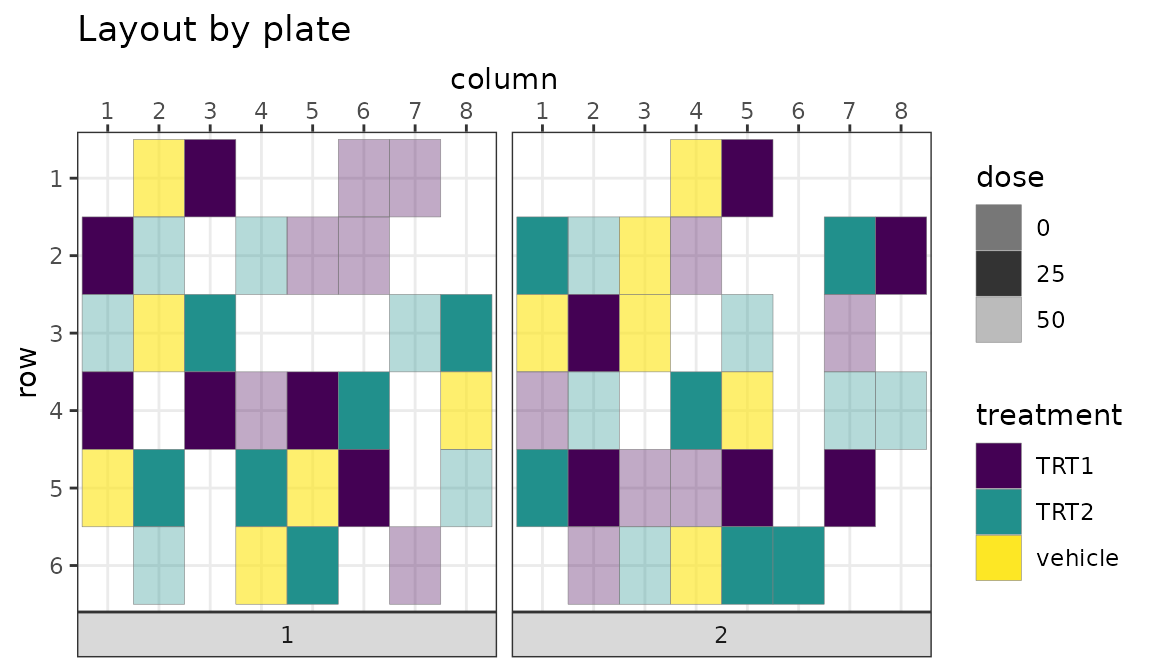 Layout by plate
column
1 2 3 4 5 6 7 8 1 2 3 4 5 6 7 8
row
1
2
3
4
5
6
1 2
dose
0
25
50
treatment
TRT1
TRT2
vehicle